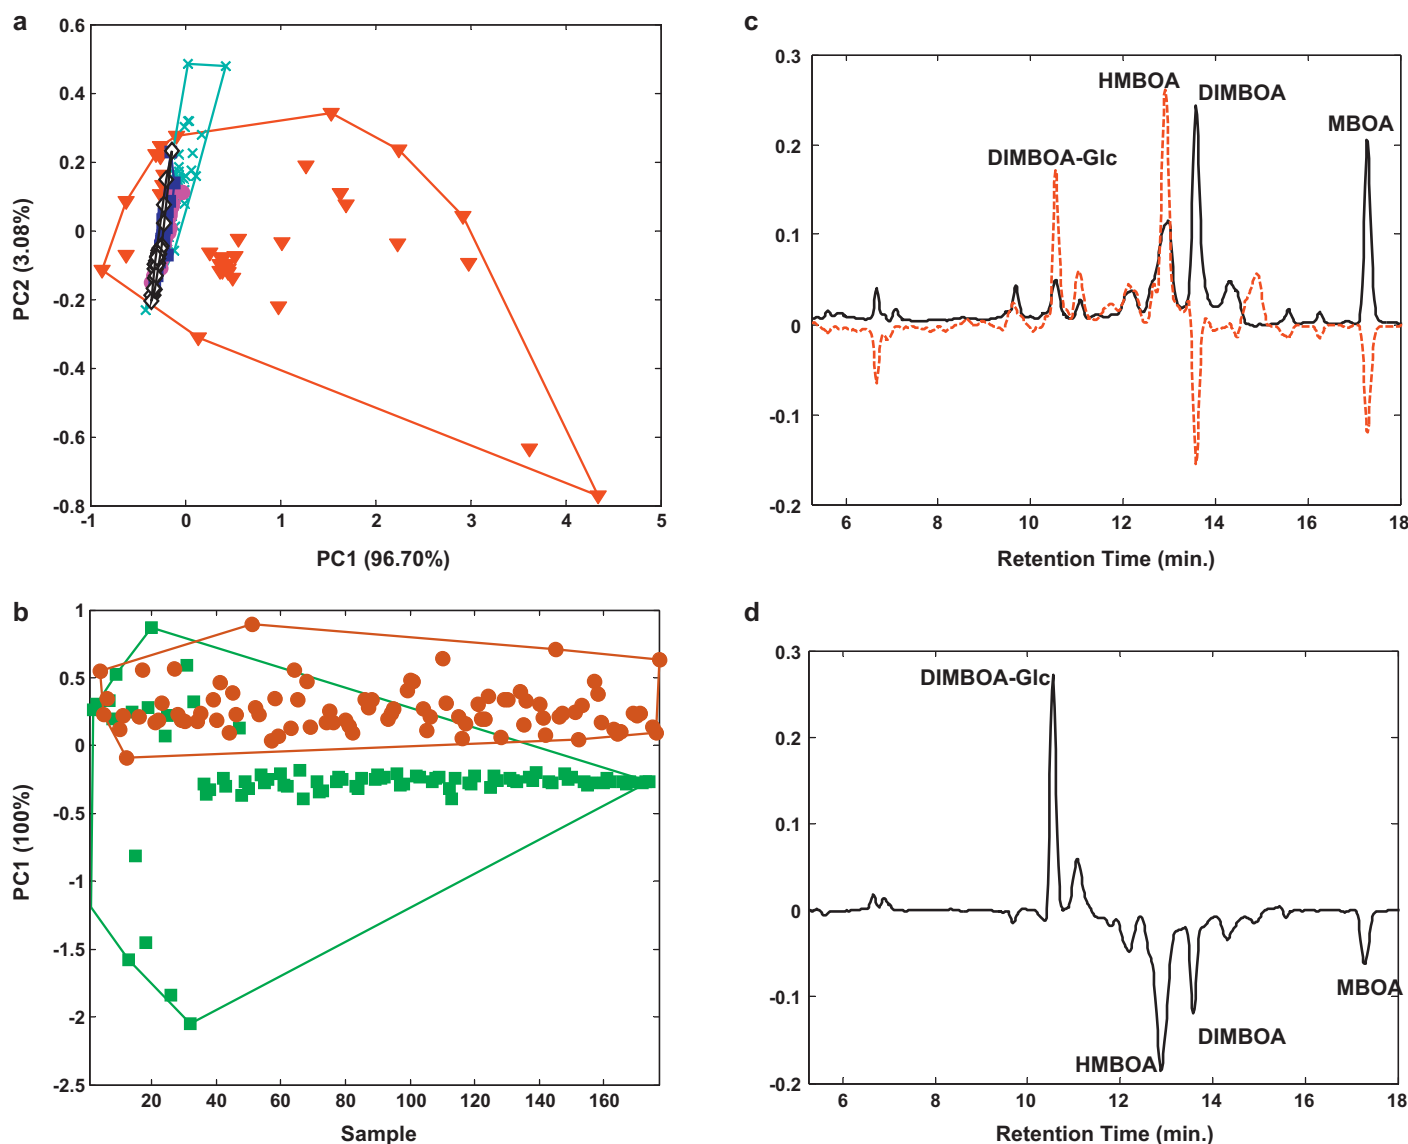 a
0.6
0.4
0.2
0
-0.2
-0.4
-0.6
-0.8
PC2 (3.08%)
-1 0 1 2 3 4 5
PC1 (96.70%)
c
0.3
0.2
0.1
0
-0.1
-0.2
HMBOA
DIMBOA
MBOA
DIMBOA-Glc
6 8 10 12 14 16 18
Retention Time (min.)
b
1
0.5
0
-0.5
-1
-1.5
-2
-2.5
PC1 (100%)
20 40 60 80 100 120 140 160
Sample
d
0.3
0.2
0.1
0
-0.1
-0.2
DIMBOA-Glc
MBOA
DIMBOA
HMBOA
6 8 10 12 14 16 18
Retention Time (min.)